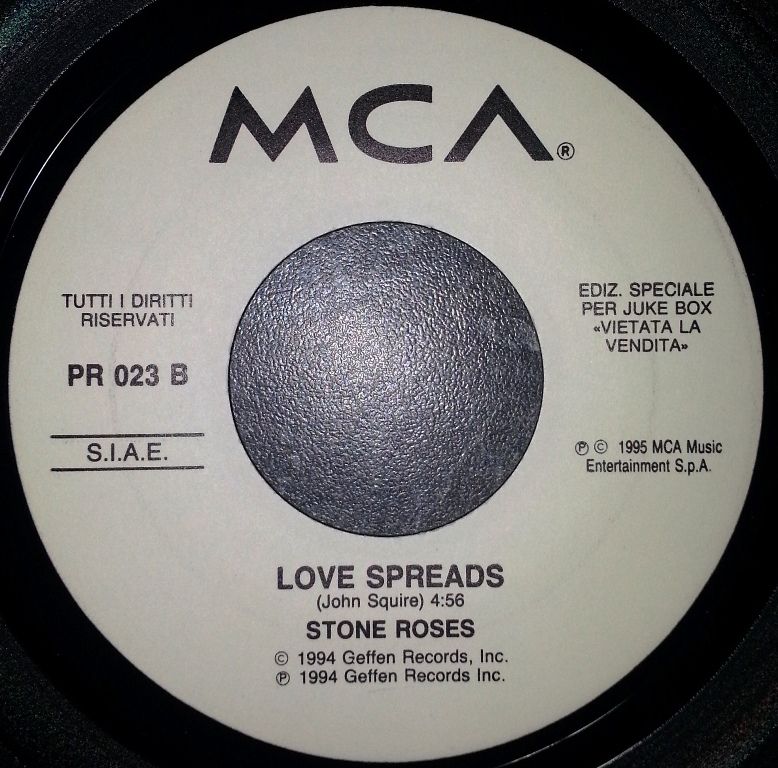 MCA®
TUTTI I DIRITTI
RISERVATI
PR 023 B
S.I.A.E.
EDIZ. SPECIALE
PER JUKE BOX
«VIETATA LA
VENDITA»
℗ © 1995 MCA Music
Entertainment S.p.A.
LOVE SPREADS
(John Squire) 4:56
STONE ROSES
© 1994 Geffen Records, Inc.
℗ 1994 Geffen Records Inc.